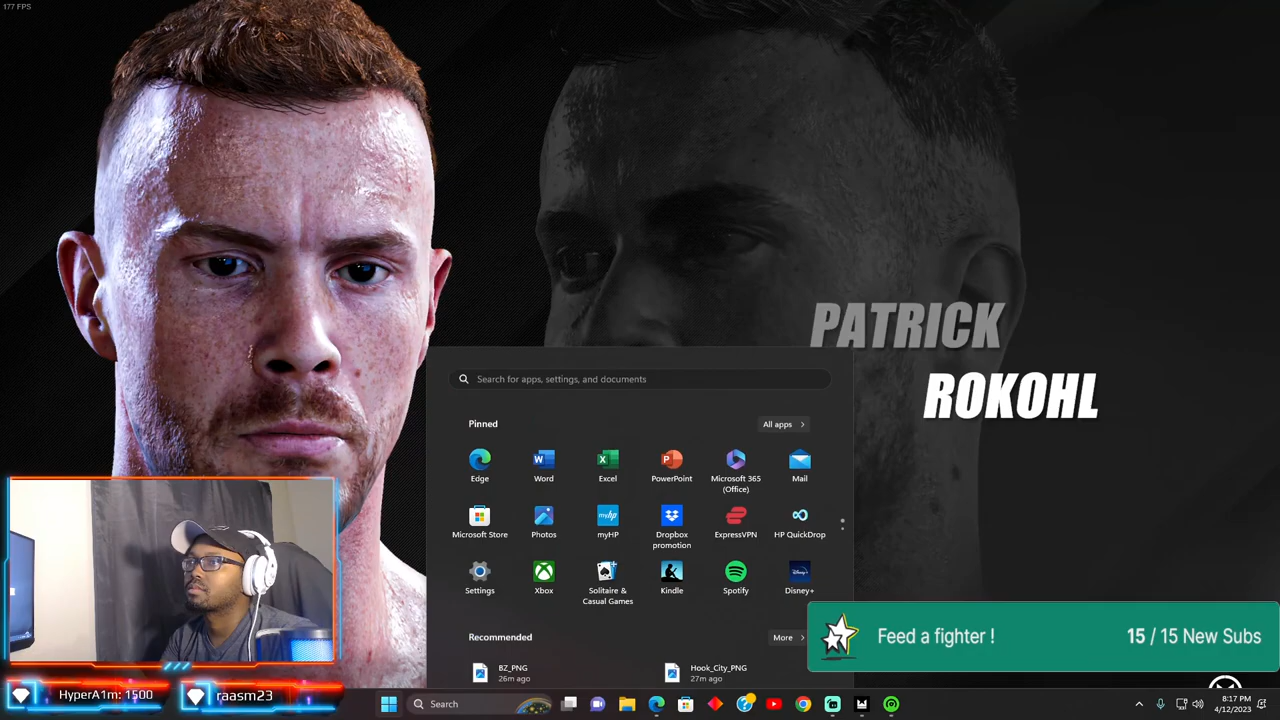 177 FPS
PATRICK
ROKOHL
Search for apps, settings, and documents
Pinned
All apps
Edge
Word
Excel
PowerPoint
Microsoft 365
(Office)
Mail
Microsoft Store
Photos
myHP
Dropbox
promotion
ExpressVPN
HP QuickDrop
Settings
Xbox
Solitaire &
Casual Games
Kindle
Spotify
Disney+
Recommended
More
BZ_PNG
26m ago
Hook_City_PNG
27m ago
Feed a fighter !
15 / 15 New Subs
HyperA1m: 1500
raasm23
Search
8:17 PM
4/12/2023